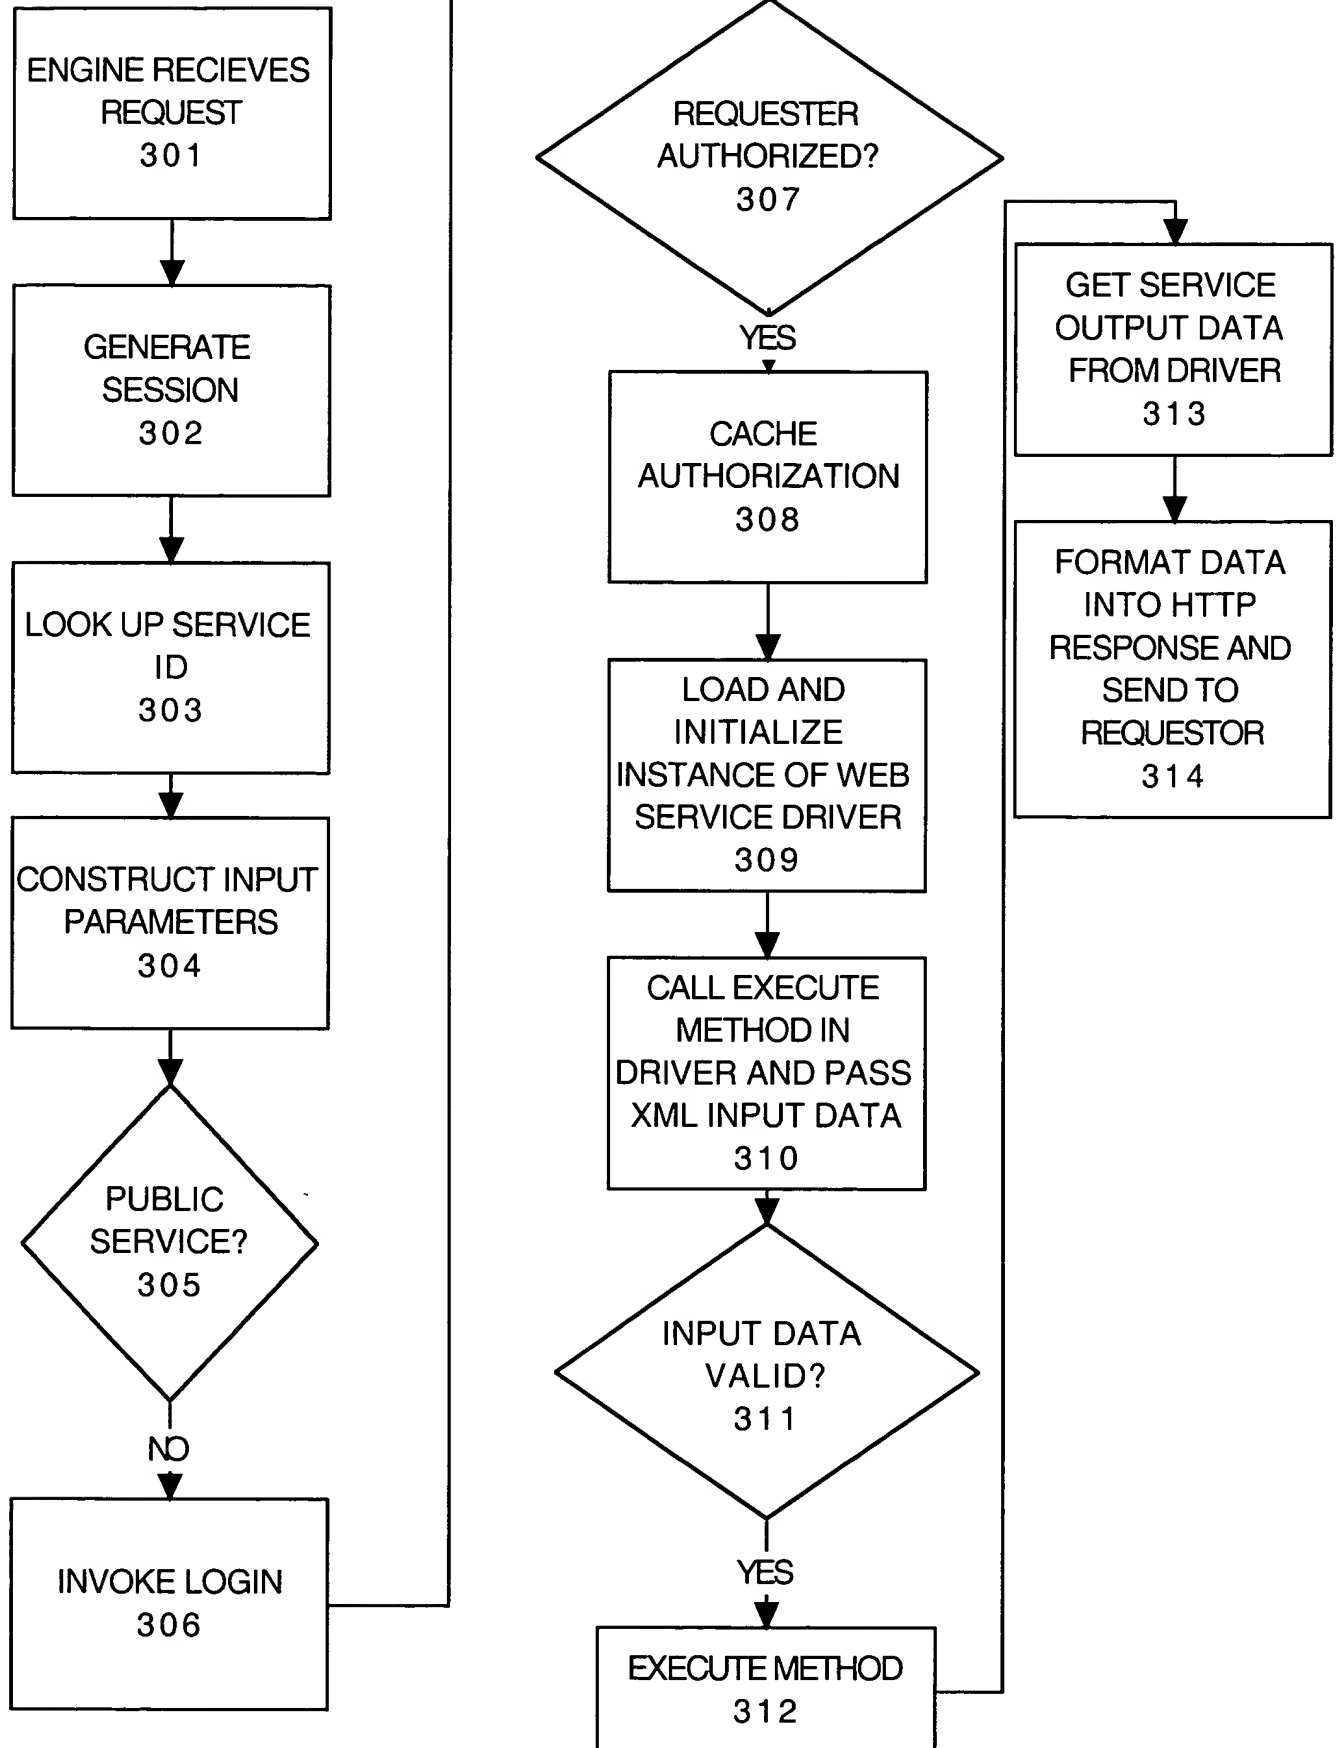 ENGINE RECIEVES
REQUEST
301
GENERATE
SESSION
302
LOOK UP SERVICE
ID
303
CONSTRUCT INPUT
PARAMETERS
304
PUBLIC
SERVICE?
305
NO
INVOKE LOGIN
306
REQUESTER
AUTHORIZED?
307
YES
CACHE
AUTHORIZATION
308
LOAD AND
INITIALIZE
INSTANCE OF WEB
SERVICE DRIVER
309
CALL EXECUTE
METHOD IN
DRIVER AND PASS
XML INPUT DATA
310
INPUT DATA
VALID?
311
YES
EXECUTE METHOD
312
GET SERVICE
OUTPUT DATA
FROM DRIVER
313
FORMAT DATA
INTO HTTP
RESPONSE AND
SEND TO
REQUESTOR
314